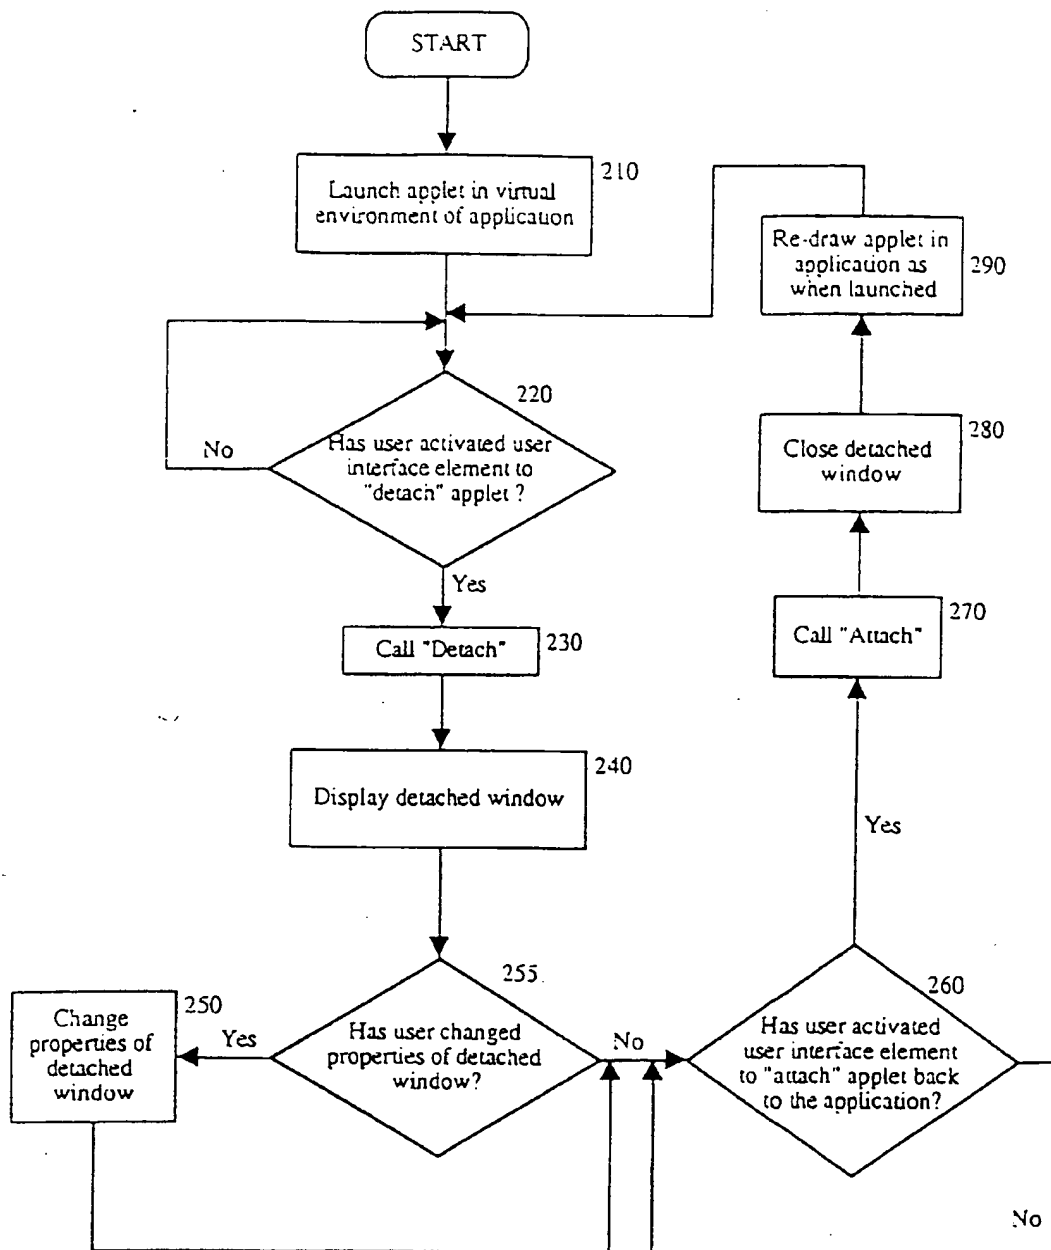 START
210
Launch applet in virtual
environment of application
Re-draw applet in
application as
when launched
290
220
No
Has user activated user
interface element to
"detach" applet ?
280
Close detached
window
Yes
270
Call "Detach"
230
Call "Attach"
240
Display detached window
Yes
255
250
260
Change
properties of
detached
window
Yes
Has user changed
properties of detached
window?
No
Has user activated
user interface element
to "attach" applet back
to the application?
No